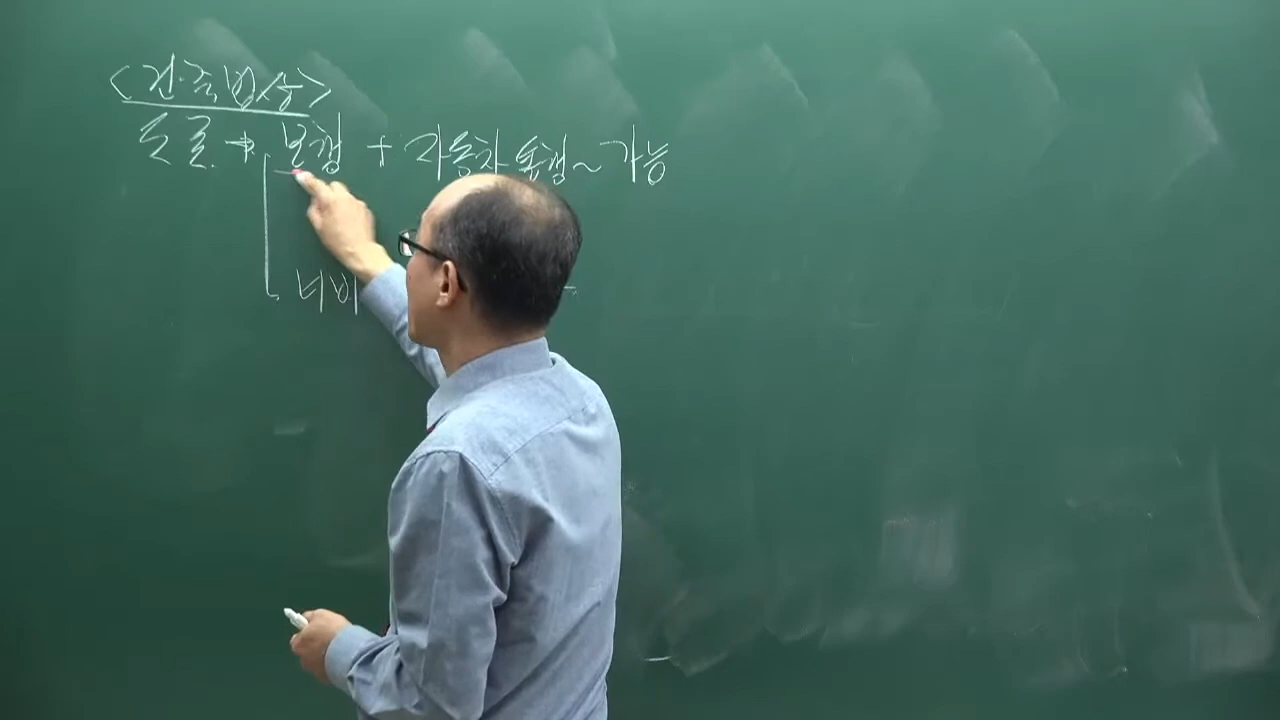 <건축법상>
도로 → 보행 + 자동차 통행~ 가능
너비